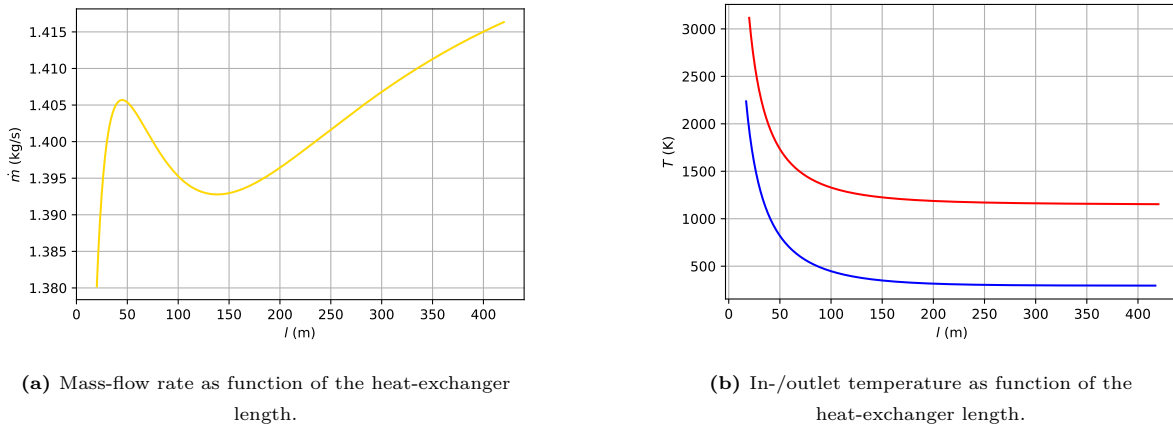 1.415
1.410
1.405
1.400
1.395
1.390
1.385
1.380
ṁ (kg/s)
0 50 100 150 200 250 300 350 400
l (m)
(a) Mass-flow rate as function of the heat-exchanger
length.
3000
2500
2000
1500
1000
500
T (K)
0 50 100 150 200 250 300 350 400
l (m)
(b) In-/outlet temperature as function of the
heat-exchanger length.